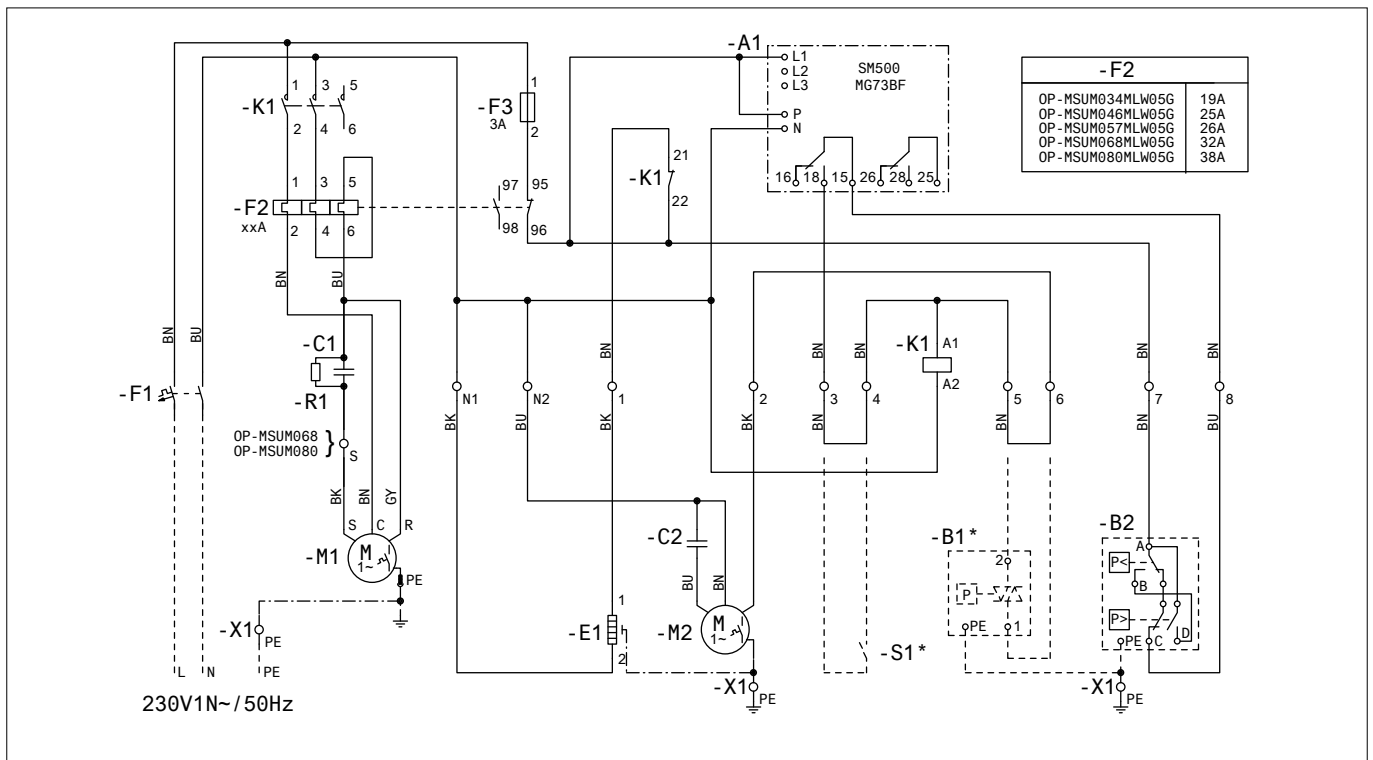 -A1
L1
L2
L3
P
N
SM500
MG73BF
16 18 15 26 28 25
-F2
OP-MSUM034MLW05G 19A
OP-MSUM046MLW05G 25A
OP-MSUM057MLW05G 26A
OP-MSUM068MLW05G 32A
OP-MSUM080MLW05G 38A
-K1
1 3 5
2 4 6
-F3
3A
1
2
-K1
21
22
-F2
xxA
1 3 5
2 4 6
97 95
98 96
BN
BU
BN
BU
-C1
-R1
-F1
OP-MSUM068
OP-MSUM080
}
S
BK
BN
GY
S C R
-M1
M
1~
PE
-X1
PE
L N PE
230V1N~/50Hz
N1
BK
N2
BU
BN
1
BK
2
BK
BN
3
BN
BN
4
-K1
A1
A2
BN
5
BN
6
BN
7
BN
BN
8
BU
-E1
1
2
-C2
BU
BN
-M2
M
1~
-X1
PE
-S1*
-B1*
2
P
PE
1
-B2
A
P<
B
P>
PE
C
D
-X1
PE